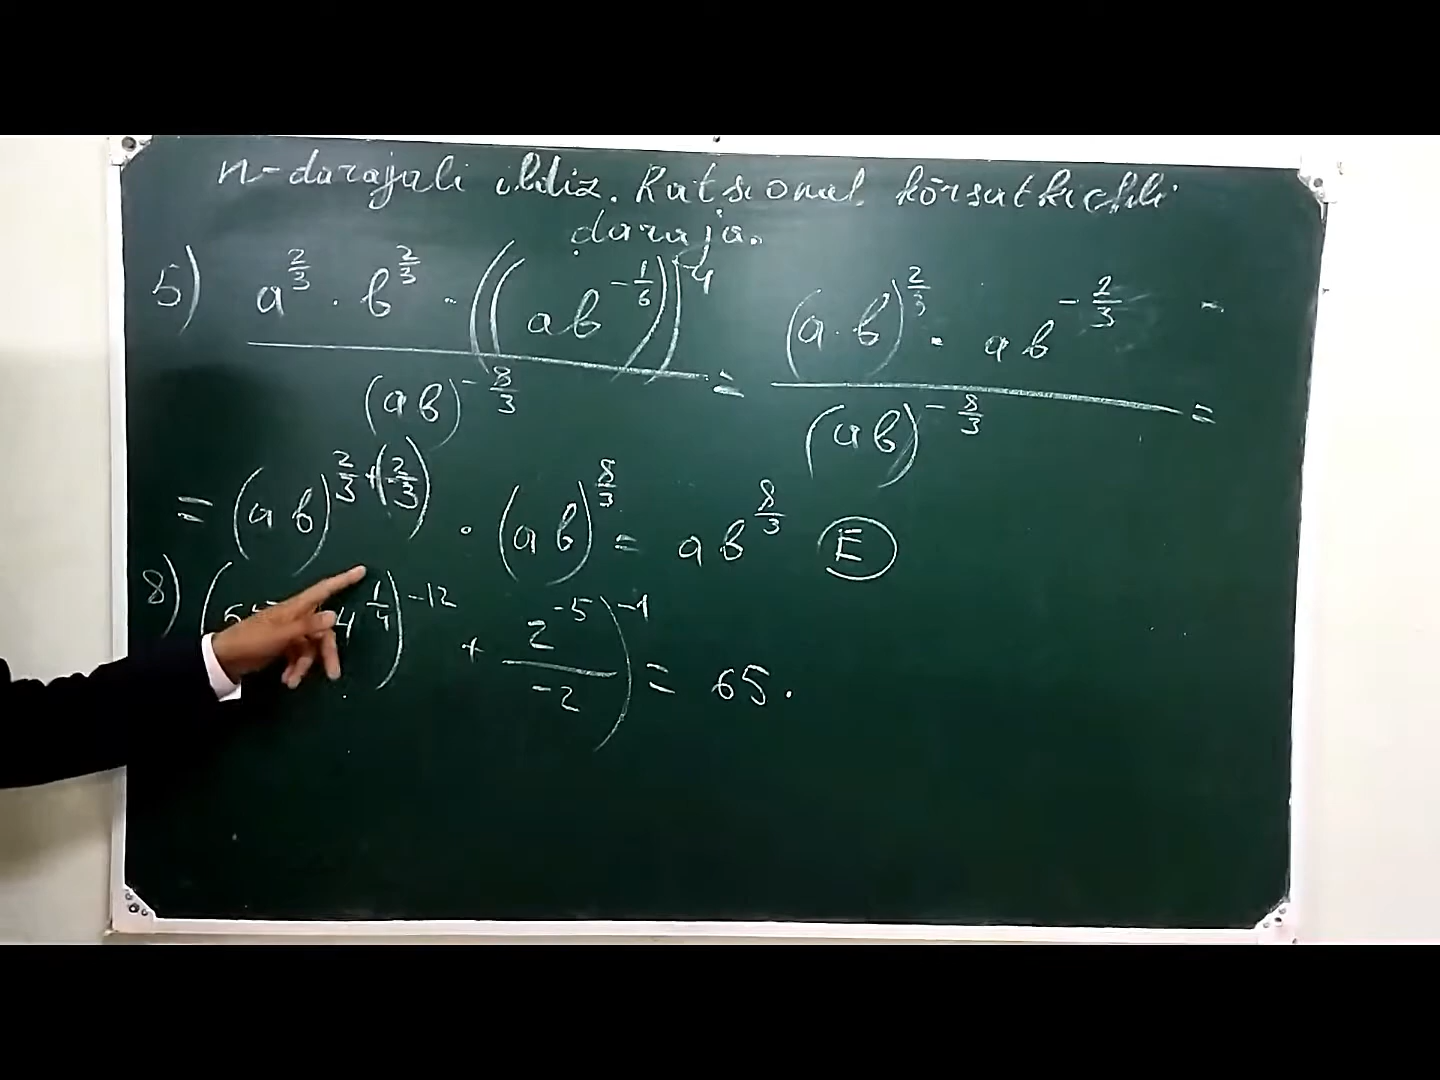 n-darajali ildiz. Ratsional ko'rsatkichli
daraja.
5) a^{2/3} · b^{2/3} · ((ab^{-1/6}))^{-4} / (ab)^{-8/3} = (a·b)^{2/3} · ab^{-2/3} / (ab)^{-8/3} =
= (ab)^{2/3+(-2/3)} · (ab)^{8/3} = ab^{8/3} (E)
8) ( 4^{1/4})^{-12} + 2^{-5} / -2)^{-1} = 65.